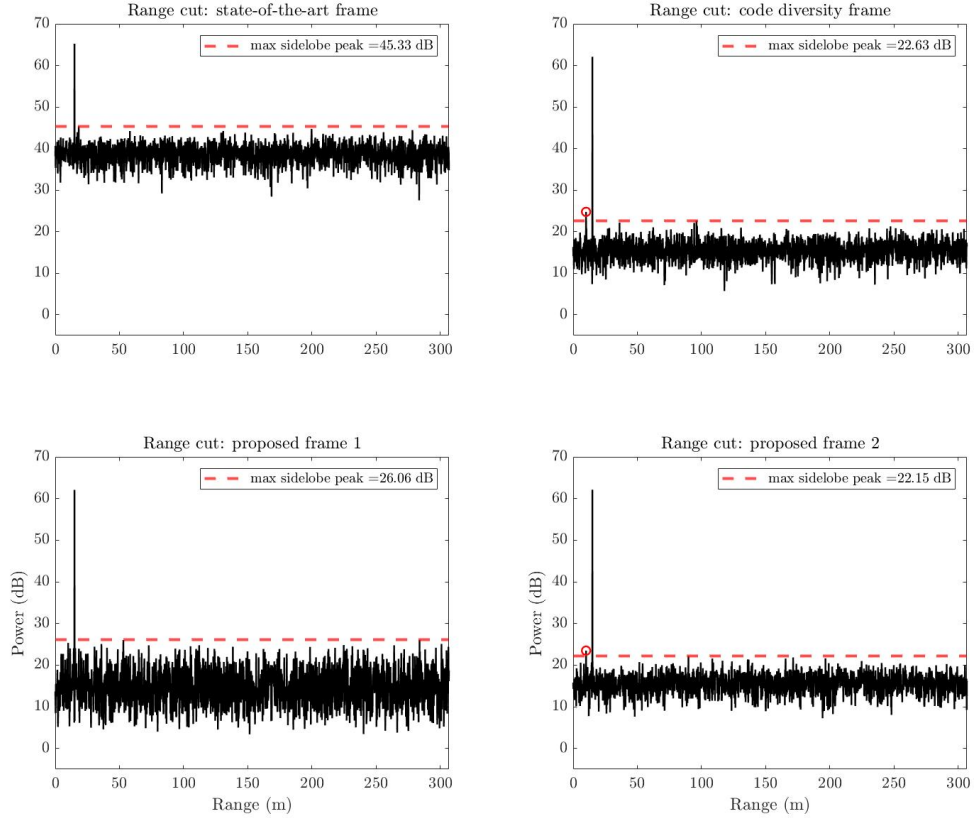 Range cut: state-of-the-art frame
70
60
50
40
30
20
10
0
max sidelobe peak =45.33 dB
0 50 100 150 200 250 300
Range cut: code diversity frame
70
60
50
40
30
20
10
0
max sidelobe peak =22.63 dB
0 50 100 150 200 250 300
Range cut: proposed frame 1
Power (dB)
70
60
50
40
30
20
10
0
max sidelobe peak =26.06 dB
0 50 100 150 200 250 300
Range (m)
Range cut: proposed frame 2
Power (dB)
70
60
50
40
30
20
10
0
max sidelobe peak =22.15 dB
0 50 100 150 200 250 300
Range (m)